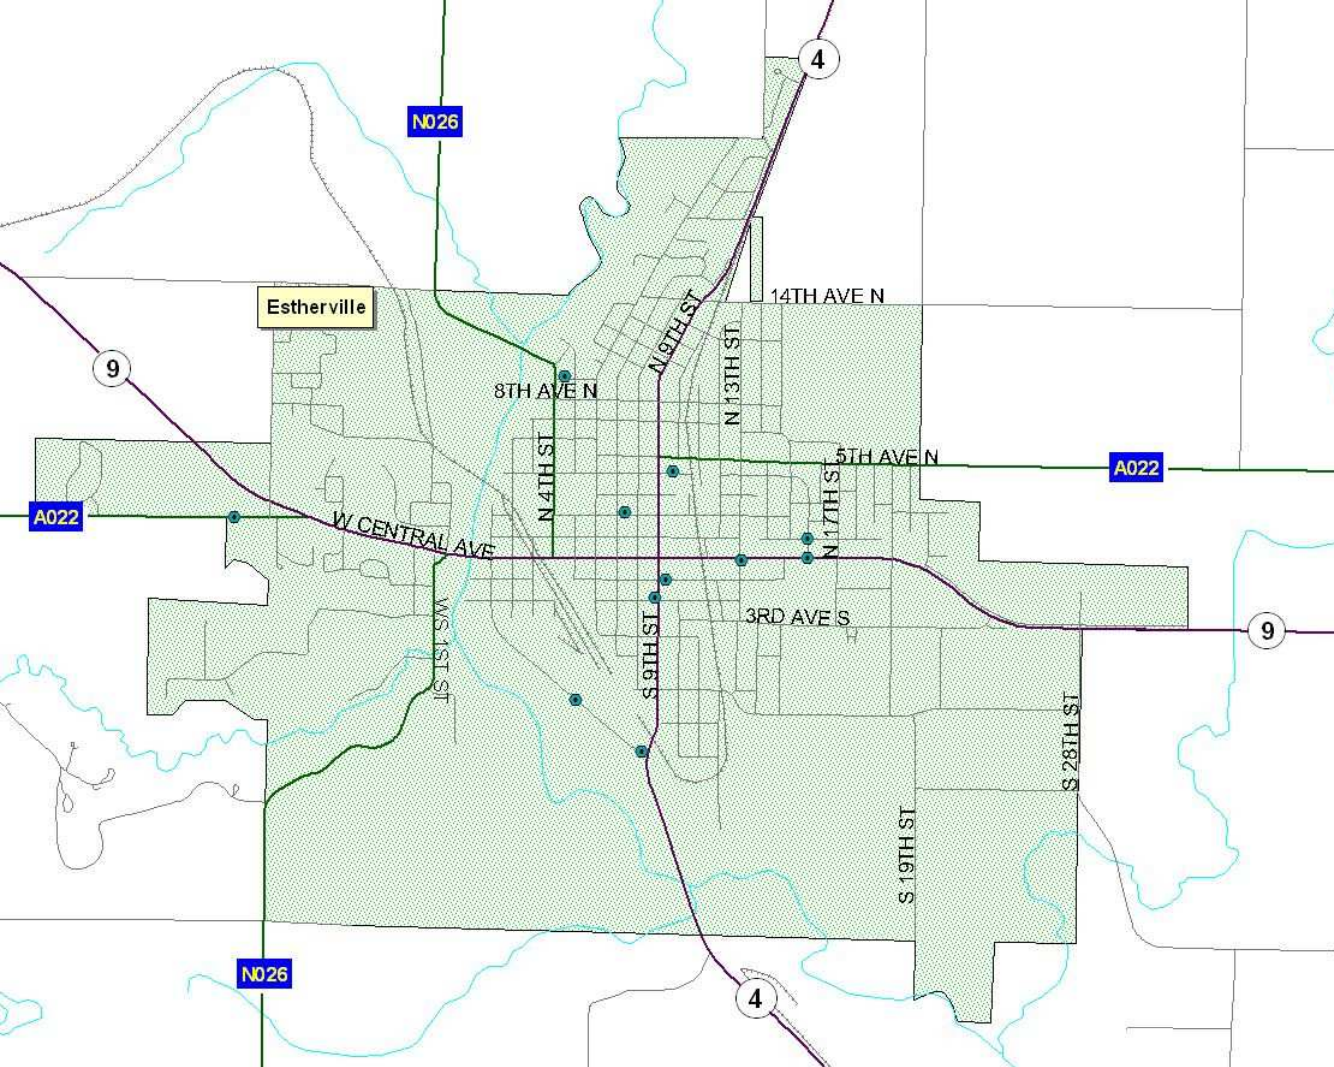 4
N026
14TH AVE N
Estherville
N 9TH ST
N 13TH ST
9
8TH AVE N
5TH AVE N
A022
N 4TH ST
N 17TH ST
A022
W CENTRAL AVE
3RD AVE S
9
W S 1ST ST
S 9TH ST
S 28TH ST
S 19TH ST
N026
4